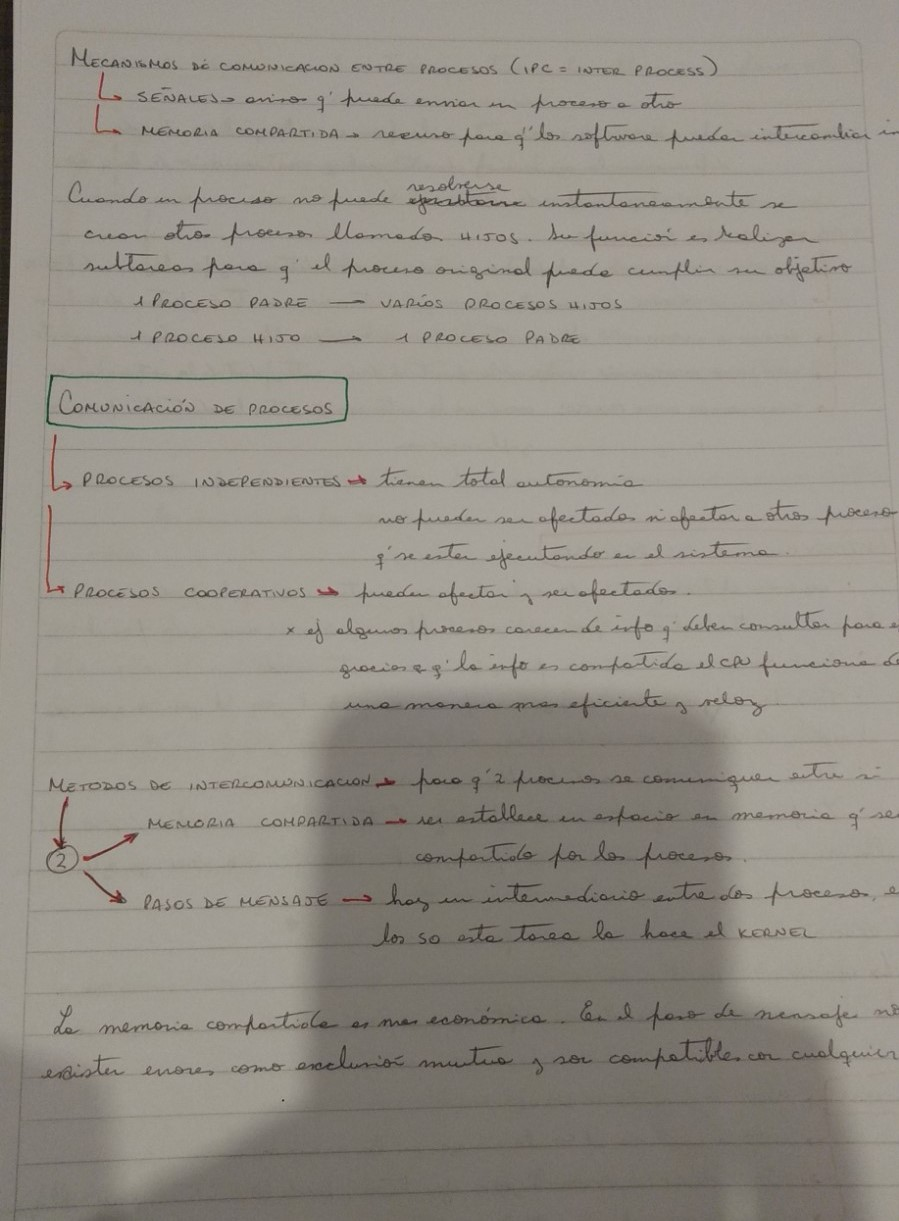 MECANISMOS DE COMUNICACION ENTRE PROCESOS (IPC = INTER PROCESS)
SEÑALES → aviso q' puede enviar un proceso a otro
MEMORIA COMPARTIDA → recurso para q' los software puedan intercambiar in
Cuando un proceso no puede resolverse instantaneamente se
crean otros procesos llamados HIJOS. Su función es realizar
subtareas para q' el proceso original pueda cumplir su objetivo
1 PROCESO PADRE — VARIOS PROCESOS HIJOS
1 PROCESO HIJO → 1 PROCESO PADRE
COMUNICACIÓN DE PROCESOS
PROCESOS INDEPENDIENTES → tienen total autonomia
no pueden ser afectados ni afectar a otros procesos
q' se esten ejecutando en el sistema.
PROCESOS COOPERATIVOS → pueden afectar y ser afectados.
x ej algunos procesos carecen de info q' deben consultar para e
gracias a q' la info es compartida el CPU funciona de
una manera mas eficiente y veloz
METODOS DE INTERCOMUNICACION → para q' 2 procesos se comuniquen entre si
MEMORIA COMPARTIDA → se establece un espacio en memoria q' se
2
compartido por los procesos.
PASOS DE MENSAJE → hay un intermediario entre dos procesos, e
los SO esta tarea la hace el KERNEL
La memoria compartida es mas económica. En el paso de mensaje no
existen errores como exclusión mutua y son compatibles con cualquier